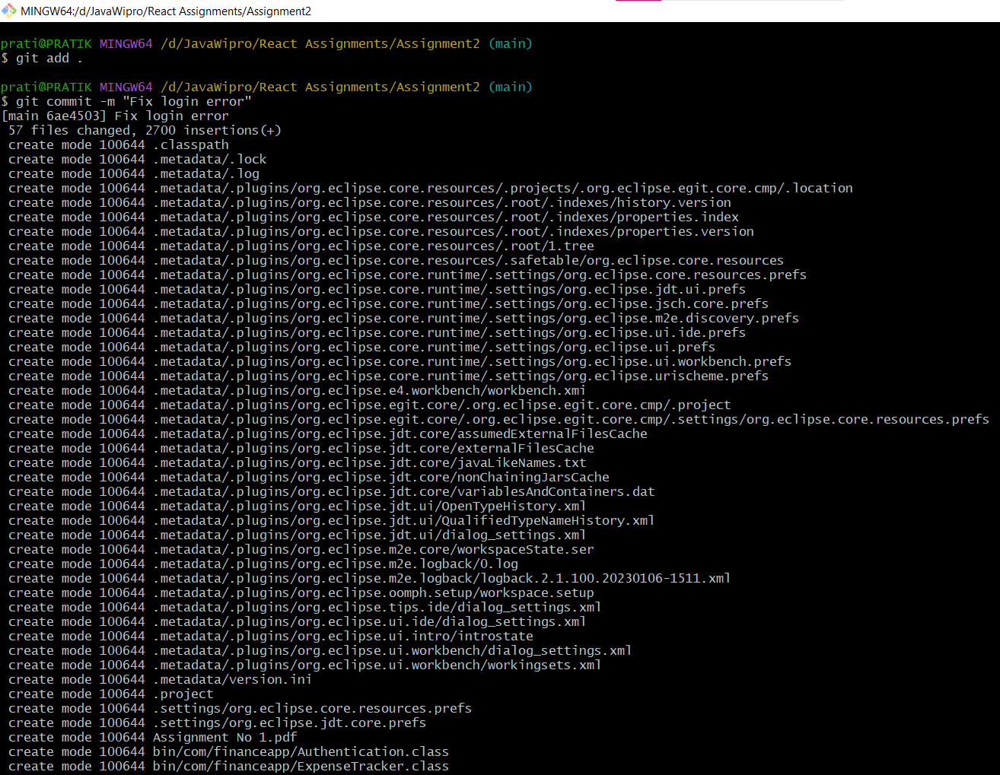 MINGW64:/d/JavaWipro/React Assignments/Assignment2
prati@PRATIK MINGW64 /d/JavaWipro/React Assignments/Assignment2 (main)
$ git add .
prati@PRATIK MINGW64 /d/JavaWipro/React Assignments/Assignment2 (main)
$ git commit -m "Fix login error"
[main 6ae4503] Fix login error
 57 files changed, 2700 insertions(+)
 create mode 100644 .classpath
 create mode 100644 .metadata/.lock
 create mode 100644 .metadata/.log
 create mode 100644 .metadata/.plugins/org.eclipse.core.resources/.projects/.org.eclipse.egit.core.cmp/.location
 create mode 100644 .metadata/.plugins/org.eclipse.core.resources/.root/.indexes/history.version
 create mode 100644 .metadata/.plugins/org.eclipse.core.resources/.root/.indexes/properties.index
 create mode 100644 .metadata/.plugins/org.eclipse.core.resources/.root/.indexes/properties.version
 create mode 100644 .metadata/.plugins/org.eclipse.core.resources/.root/1.tree
 create mode 100644 .metadata/.plugins/org.eclipse.core.resources/.safetable/org.eclipse.core.resources
 create mode 100644 .metadata/.plugins/org.eclipse.core.runtime/.settings/org.eclipse.core.resources.prefs
 create mode 100644 .metadata/.plugins/org.eclipse.core.runtime/.settings/org.eclipse.jdt.ui.prefs
 create mode 100644 .metadata/.plugins/org.eclipse.core.runtime/.settings/org.eclipse.jsch.core.prefs
 create mode 100644 .metadata/.plugins/org.eclipse.core.runtime/.settings/org.eclipse.m2e.discovery.prefs
 create mode 100644 .metadata/.plugins/org.eclipse.core.runtime/.settings/org.eclipse.ui.ide.prefs
 create mode 100644 .metadata/.plugins/org.eclipse.core.runtime/.settings/org.eclipse.ui.prefs
 create mode 100644 .metadata/.plugins/org.eclipse.core.runtime/.settings/org.eclipse.ui.workbench.prefs
 create mode 100644 .metadata/.plugins/org.eclipse.core.runtime/.settings/org.eclipse.urischeme.prefs
 create mode 100644 .metadata/.plugins/org.eclipse.e4.workbench/workbench.xmi
 create mode 100644 .metadata/.plugins/org.eclipse.egit.core/.org.eclipse.egit.core.cmp/.project
 create mode 100644 .metadata/.plugins/org.eclipse.egit.core/.org.eclipse.egit.core.cmp/.settings/org.eclipse.core.resources.prefs
 create mode 100644 .metadata/.plugins/org.eclipse.jdt.core/assumedExternalFilesCache
 create mode 100644 .metadata/.plugins/org.eclipse.jdt.core/externalFilesCache
 create mode 100644 .metadata/.plugins/org.eclipse.jdt.core/javaLikeNames.txt
 create mode 100644 .metadata/.plugins/org.eclipse.jdt.core/nonChainingJarsCache
 create mode 100644 .metadata/.plugins/org.eclipse.jdt.core/variablesAndContainers.dat
 create mode 100644 .metadata/.plugins/org.eclipse.jdt.ui/OpenTypeHistory.xml
 create mode 100644 .metadata/.plugins/org.eclipse.jdt.ui/QualifiedTypeNameHistory.xml
 create mode 100644 .metadata/.plugins/org.eclipse.jdt.ui/dialog_settings.xml
 create mode 100644 .metadata/.plugins/org.eclipse.m2e.core/workspaceState.ser
 create mode 100644 .metadata/.plugins/org.eclipse.m2e.logback/0.log
 create mode 100644 .metadata/.plugins/org.eclipse.m2e.logback/logback.2.1.100.20230106-1511.xml
 create mode 100644 .metadata/.plugins/org.eclipse.oomph.setup/workspace.setup
 create mode 100644 .metadata/.plugins/org.eclipse.tips.ide/dialog_settings.xml
 create mode 100644 .metadata/.plugins/org.eclipse.ui.ide/dialog_settings.xml
 create mode 100644 .metadata/.plugins/org.eclipse.ui.intro/introstate
 create mode 100644 .metadata/.plugins/org.eclipse.ui.workbench/dialog_settings.xml
 create mode 100644 .metadata/.plugins/org.eclipse.ui.workbench/workingsets.xml
 create mode 100644 .metadata/version.ini
 create mode 100644 .project
 create mode 100644 .settings/org.eclipse.core.resources.prefs
 create mode 100644 .settings/org.eclipse.jdt.core.prefs
 create mode 100644 Assignment No 1.pdf
 create mode 100644 bin/com/financeapp/Authentication.class
 create mode 100644 bin/com/financeapp/ExpenseTracker.class